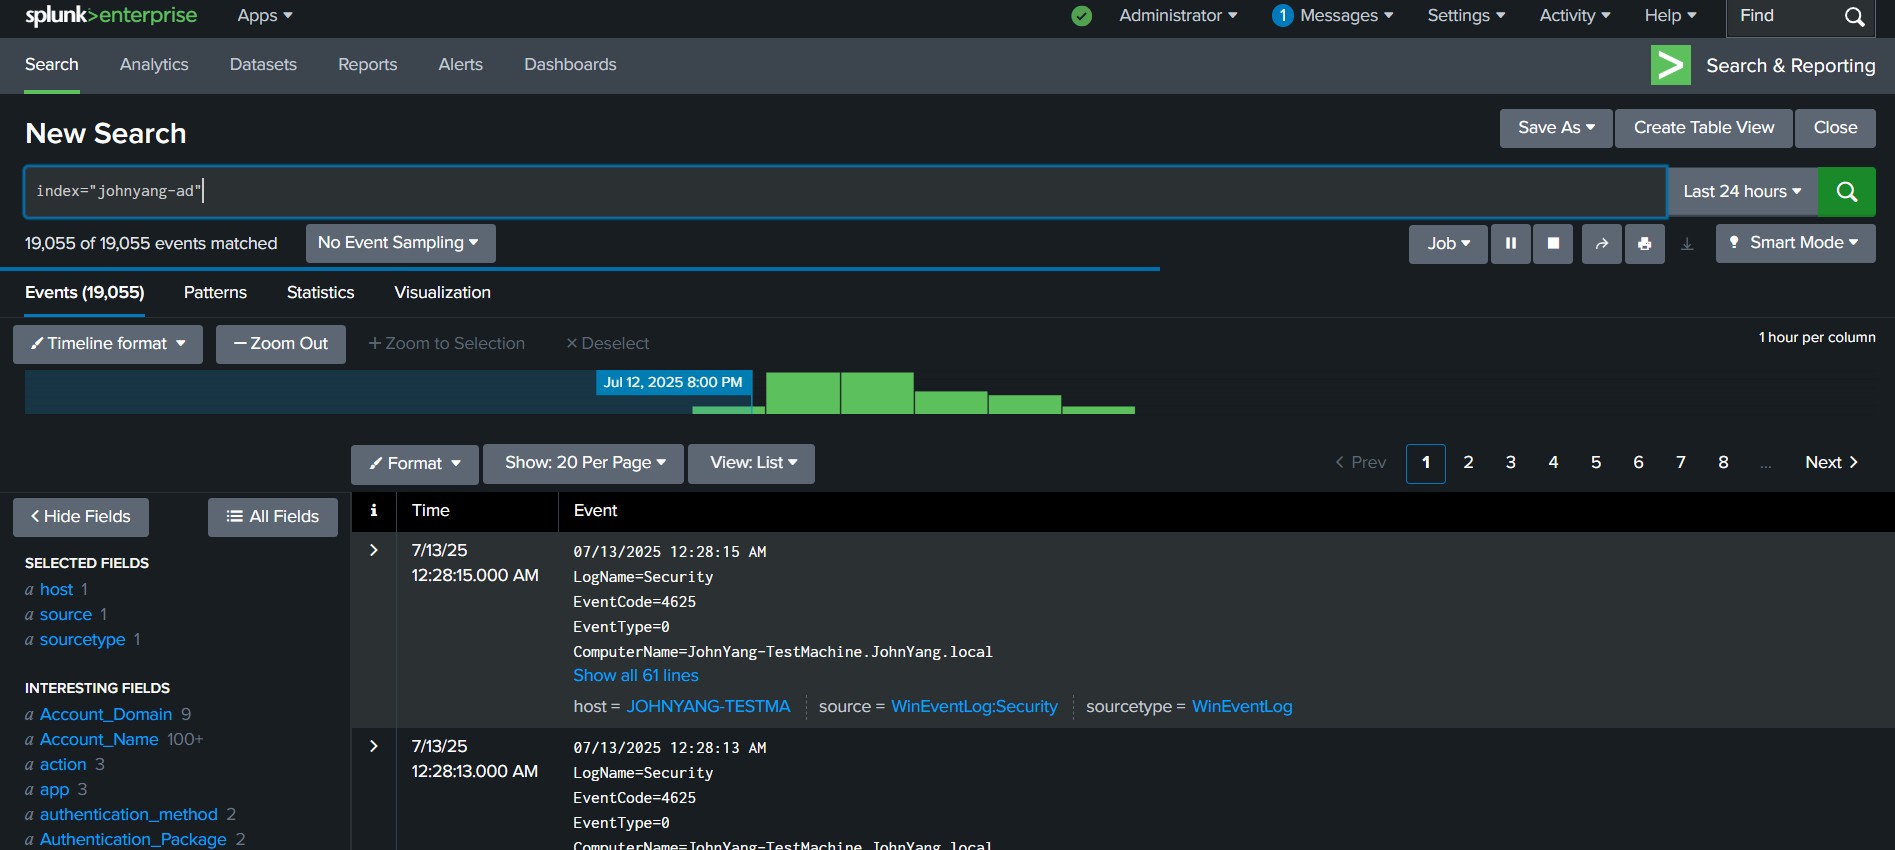 splunk>enterprise Apps Administrator 1 Messages Settings Activity Help Find
Search Analytics Datasets Reports Alerts Dashboards Search & Reporting
New Search Save As Create Table View Close
index="johnyang-ad" Last 24 hours
19,055 of 19,055 events matched No Event Sampling Job Smart Mode
Events (19,055) Patterns Statistics Visualization
Timeline format — Zoom Out + Zoom to Selection × Deselect 1 hour per column
Jul 12, 2025 8:00 PM
Format Show: 20 Per Page View: List < Prev 1 2 3 4 5 6 7 8 ... Next >
< Hide Fields All Fields
i Time Event
SELECTED FIELDS
a host 1
a source 1
a sourcetype 1
INTERESTING FIELDS
a Account_Domain 9
a Account_Name 100+
a action 3
a app 3
a authentication_method 2
a Authentication_Package 2
> 7/13/25 07/13/2025 12:28:15 AM
12:28:15.000 AM LogName=Security
EventCode=4625
EventType=0
ComputerName=JohnYang-TestMachine.JohnYang.local
Show all 61 lines
host = JOHNYANG-TESTMA source = WinEventLog:Security sourcetype = WinEventLog
> 7/13/25 07/13/2025 12:28:13 AM
12:28:13.000 AM LogName=Security
EventCode=4625
EventType=0
ComputerName=JohnYang-TestMachine.JohnYang.local